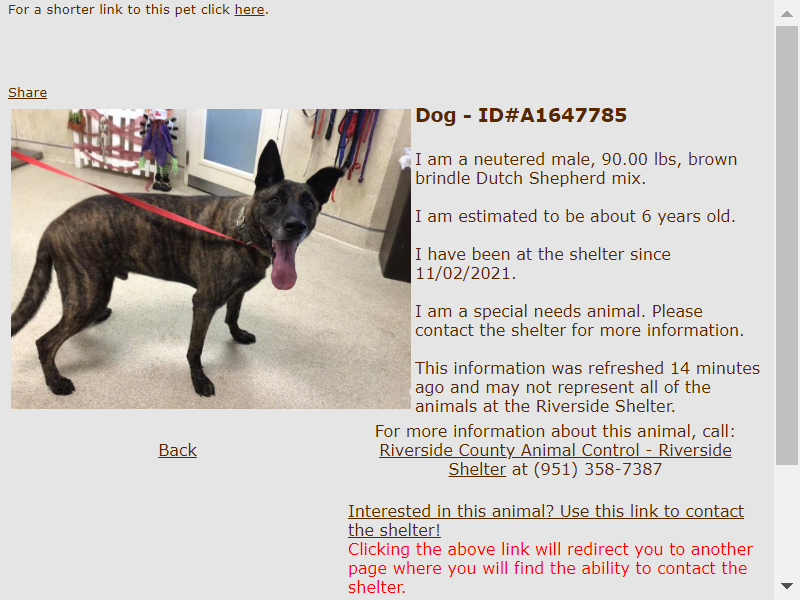 For a shorter link to this pet click here.
Share
Dog - ID#A1647785
I am a neutered male, 90.00 lbs, brown
brindle Dutch Shepherd mix.
I am estimated to be about 6 years old.
I have been at the shelter since
11/02/2021.
I am a special needs animal. Please
contact the shelter for more information.
This information was refreshed 14 minutes
ago and may not represent all of the
animals at the Riverside Shelter.
For more information about this animal, call:
Riverside County Animal Control - Riverside
Shelter at (951) 358-7387
Back
Interested in this animal? Use this link to contact
the shelter!
Clicking the above link will redirect you to another
page where you will find the ability to contact the
shelter.